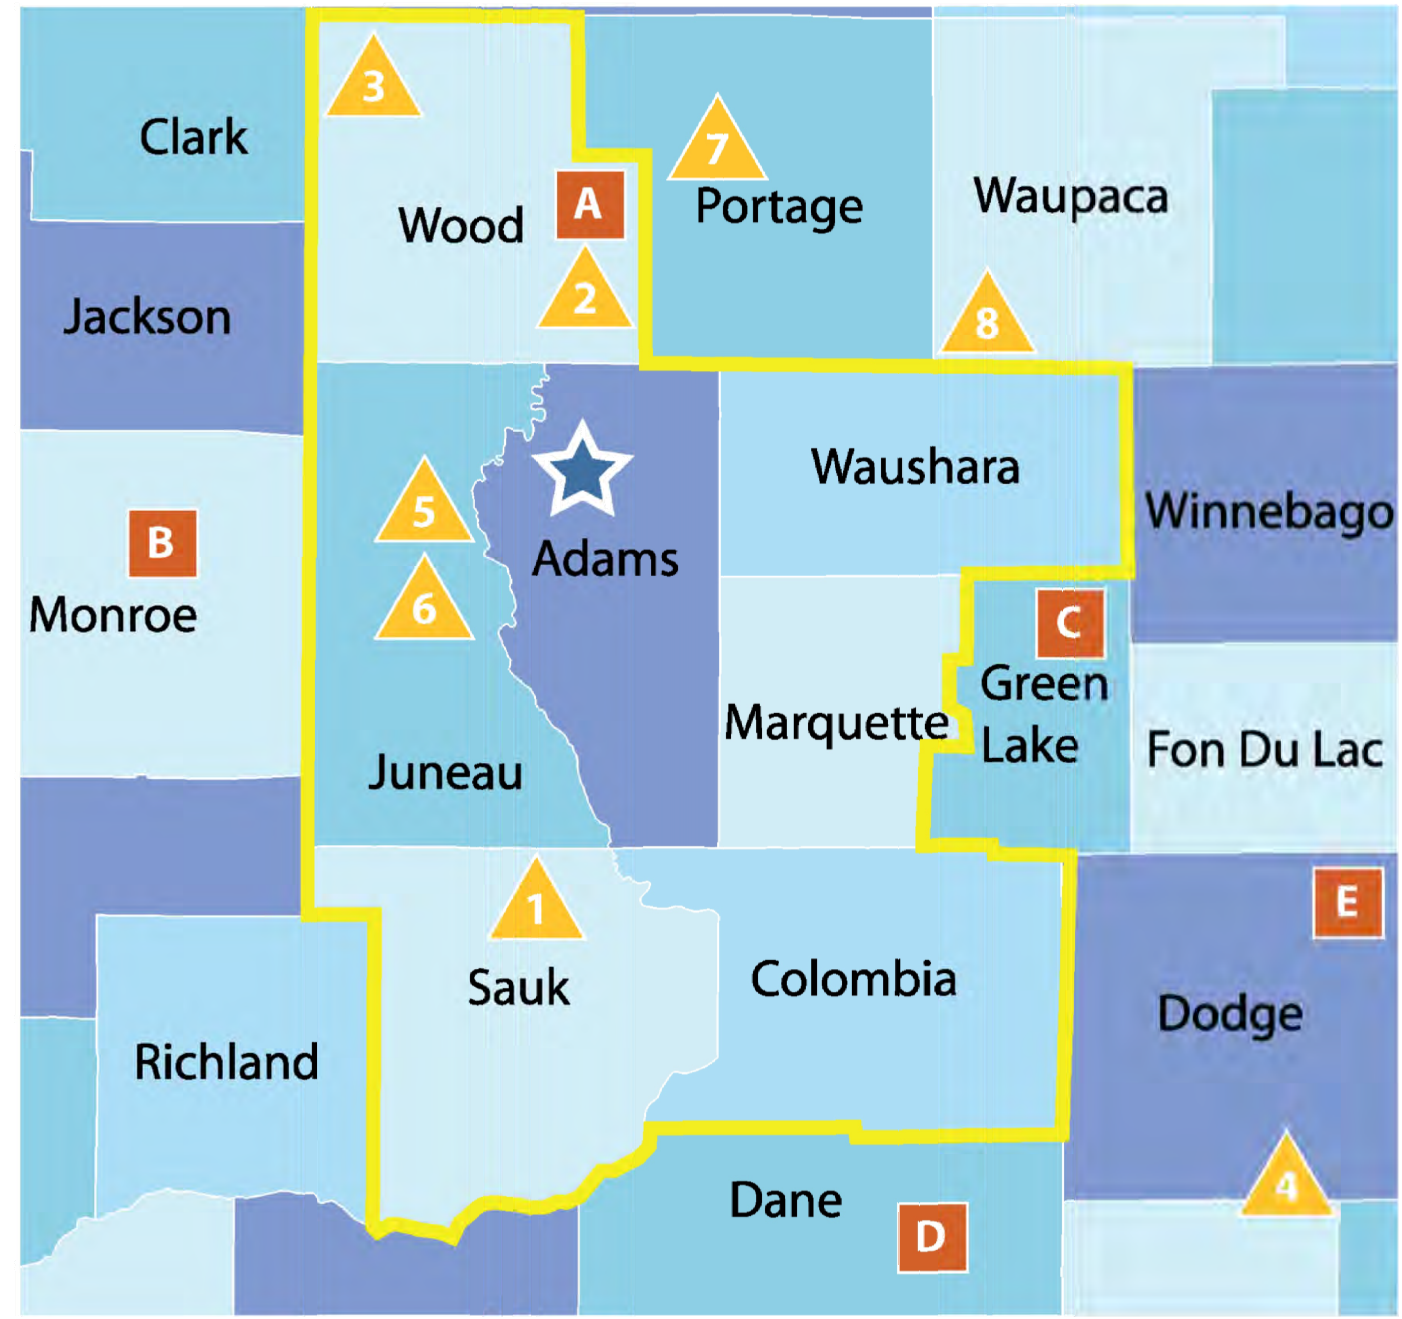 3
Clark
7
A
Wood
Portage
Waupaca
2
Jackson
8
Waushara
5
Winnebago
B
Adams
6
C
Monroe
Green
Lake
Marquette
Fon Du Lac
Juneau
1
E
Sauk
Colombia
Dodge
Richland
4
Dane
D